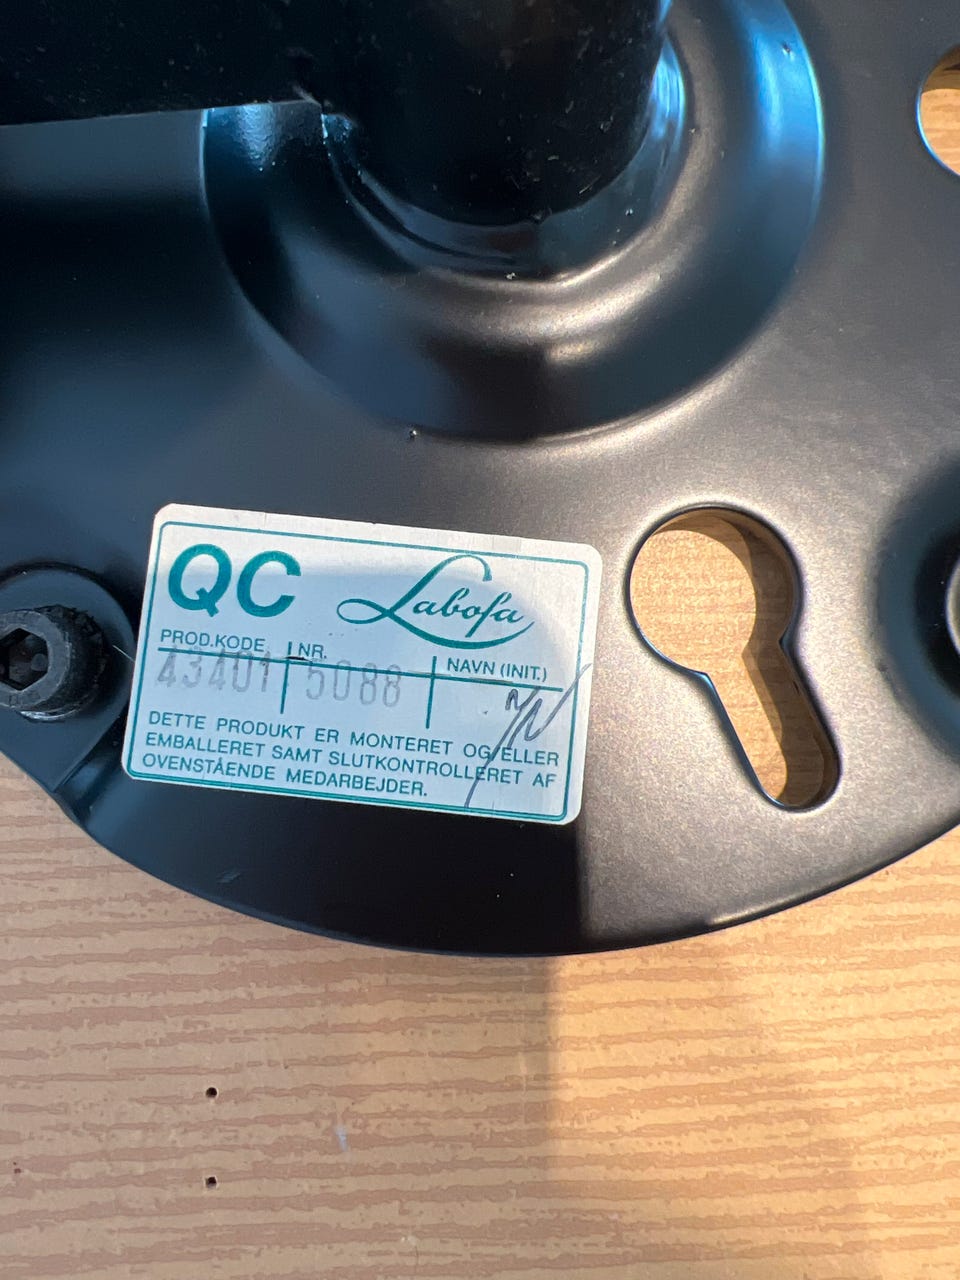 QC Labofa
PROD.KODE NR. NAVN (INIT.)
43401 5088
DETTE PRODUKT ER MONTERET OG/ELLER
EMBALLERET SAMT SLUTKONTROLLERET AF
OVENSTÅENDE MEDARBEJDER.